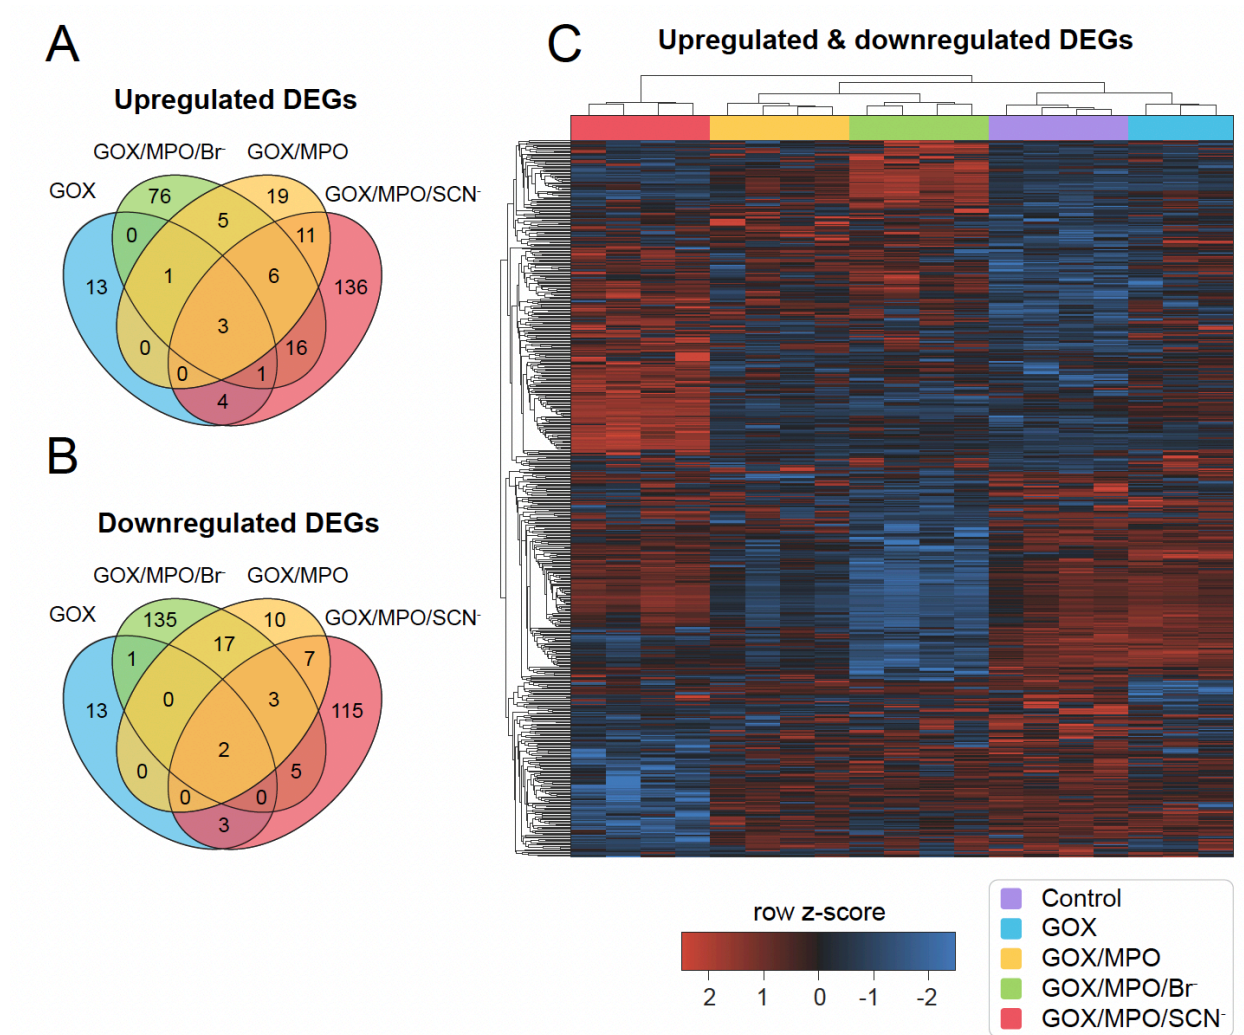 A
Upregulated DEGs
GOX/MPO/Br- GOX/MPO
GOX
GOX/MPO/SCN-
76
19
5
0
11
13
1
6
136
3
0
16
0
1
4
B
Downregulated DEGs
GOX/MPO/Br- GOX/MPO
GOX
GOX/MPO/SCN-
135
10
17
1
7
13
0
3
115
2
0
5
0
0
3
C
Upregulated & downregulated DEGs
row z-score
2 1 0 -1 -2
Control
GOX
GOX/MPO
GOX/MPO/Br-
GOX/MPO/SCN-